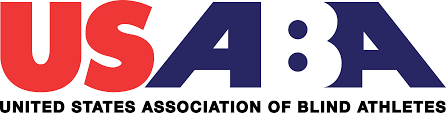 USABA
UNITED STATES ASSOCIATION OF BLIND ATHLETES